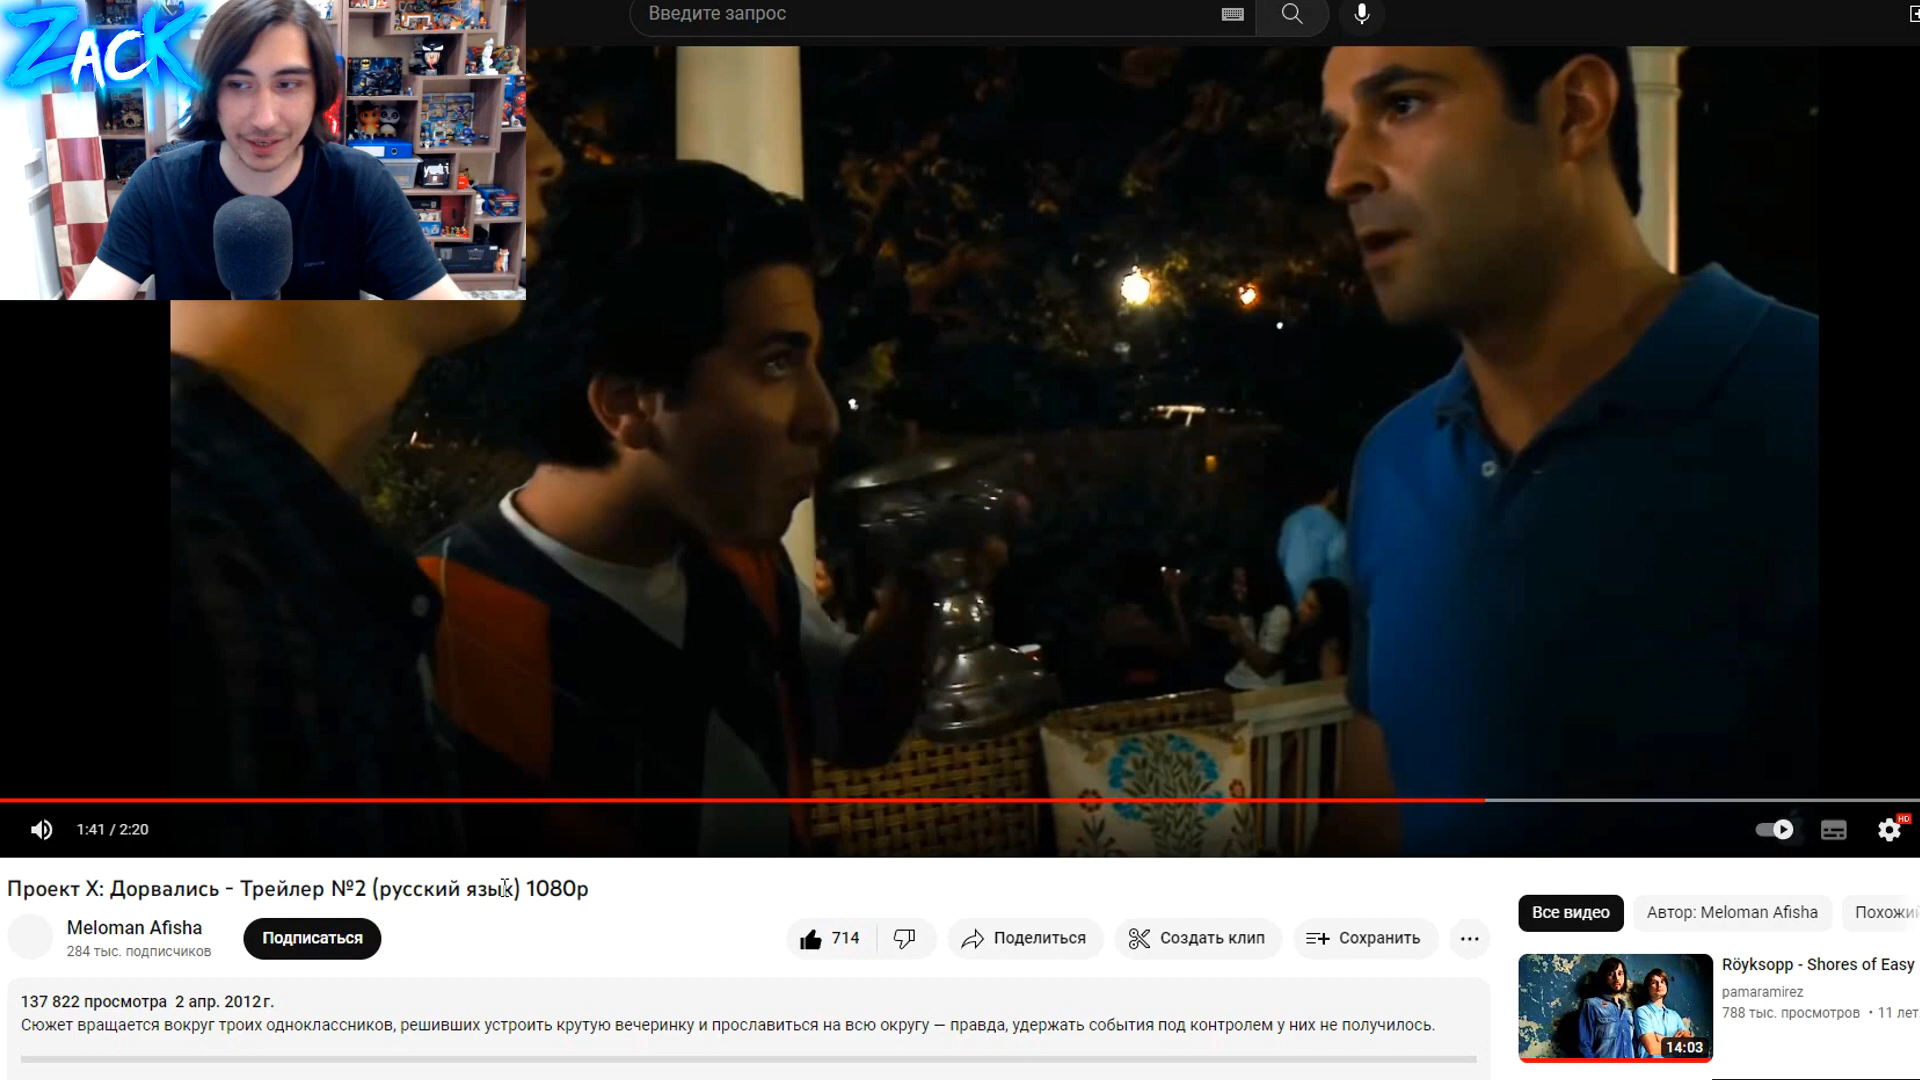 ZACK
Введите запрос
1:41 / 2:20
HD
Проект X: Дорвались - Трейлер №2 (русский язык) 1080p
Meloman Afisha
284 тыс. подписчиков
Подписаться
714
Поделиться
Создать клип
Сохранить
137 822 просмотра 2 апр. 2012 г.
Сюжет вращается вокруг троих одноклассников, решивших устроить крутую вечеринку и прославиться на всю округу — правда, удержать события под контролем у них не получилось.
Все видео
Автор: Meloman Afisha
Похожи
Röyksopp - Shores of Easy
pamaramirez
788 тыс. просмотров • 11 лет
14:03